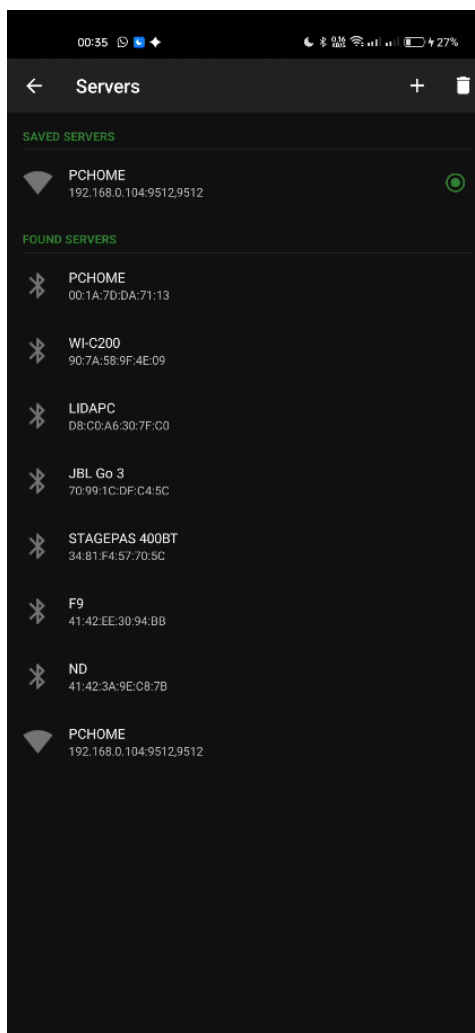 00:35
27%
Servers
SAVED SERVERS
PCHOME
192.168.0.104:9512,9512
FOUND SERVERS
PCHOME
00:1A:7D:DA:71:13
WI-C200
90:7A:58:9F:4E:09
LIDAPC
D8:C0:A6:30:7F:C0
JBL Go 3
70:99:1C:DF:C4:5C
STAGEPAS 400BT
34:81:F4:57:70:5C
F9
41:42:EE:30:94:BB
ND
41:42:3A:9E:C8:7B
PCHOME
192.168.0.104:9512,9512